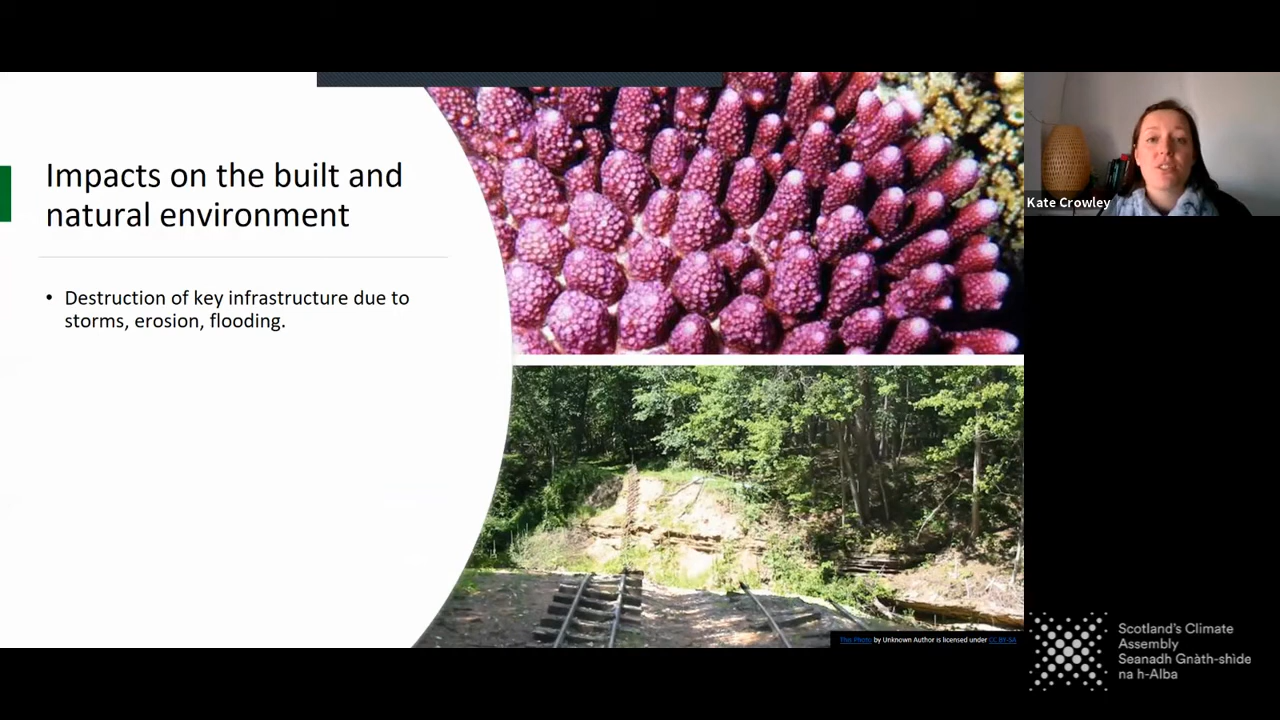 Impacts on the built and
natural environment
• Destruction of key infrastructure due to
storms, erosion, flooding.
This Photo by Unknown Author is licensed under CC BY-SA
Kate Crowley
Scotland's Climate
Assembly
Seanadh Gnàth-shìde
na h-Alba